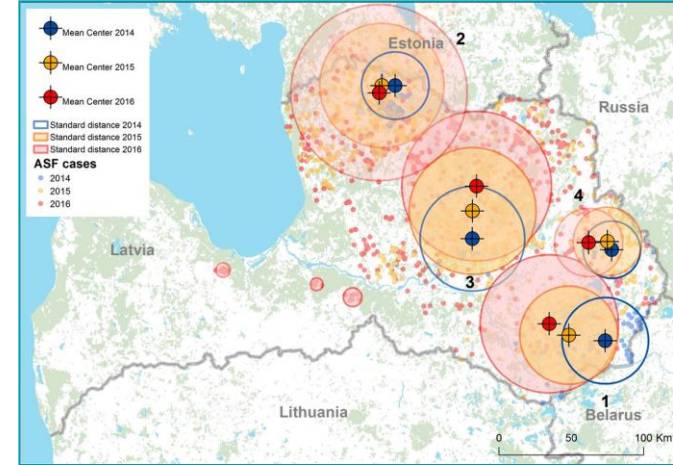 Mean Center 2014
Mean Center 2015
Mean Center 2016
Standard distance 2014
Standard distance 2015
Standard distance 2016
ASF cases
2014
2015
2016
Estonia
2
Russia
4
Latvia
3
Lithuania
1
Belarus
0 50 100 Km